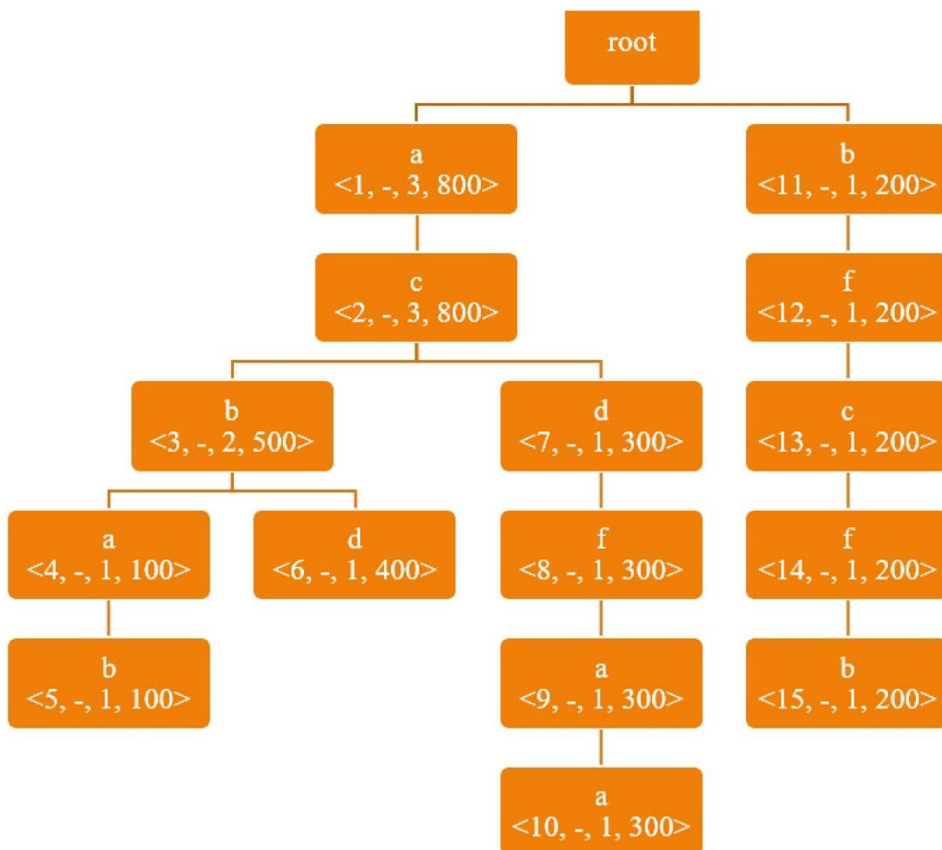 root
a
<1, -, 3, 800>
b
<11, -, 1, 200>
c
<2, -, 3, 800>
f
<12, -, 1, 200>
b
<3, -, 2, 500>
d
<7, -, 1, 300>
c
<13, -, 1, 200>
a
<4, -, 1, 100>
d
<6, -, 1, 400>
f
<8, -, 1, 300>
f
<14, -, 1, 200>
b
<5, -, 1, 100>
a
<9, -, 1, 300>
b
<15, -, 1, 200>
a
<10, -, 1, 300>